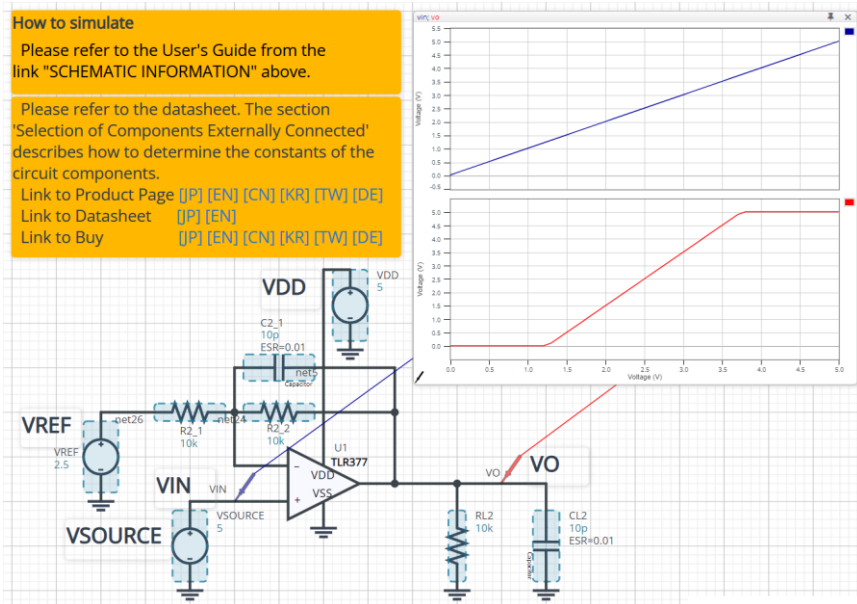 How to simulate
Please refer to the User's Guide from the
link "SCHEMATIC INFORMATION" above.
Please refer to the datasheet. The section
'Selection of Components Externally Connected'
describes how to determine the constants of the
circuit components.
Link to Product Page [JP] [EN] [CN] [KR] [TW] [DE]
Link to Datasheet [JP] [EN]
Link to Buy [JP] [EN] [CN] [KR] [TW] [DE]
vin; vo
5.5
5.0
4.5
4.0
3.5
3.0
2.5
2.0
1.5
1.0
0.5
0.0
-0.5
Voltage (V)
5.0
4.5
4.0
3.5
3.0
2.5
2.0
1.5
1.0
0.5
0.0
Voltage (V)
0.0 0.5 1.0 1.5 2.0 2.5 3.0 3.5 4.0 4.5 5.0
Voltage (V)
VDD
VDD
5
C2_1
10p
ESR=0.01
net5
Capacitor
VREF
net26
R2_1
10k
net24
R2_2
10k
VREF
2.5
U1
TLR377
VDD
VSS
VIN
VIN
VSOURCE
VSOURCE
5
VO
VO
RL2
10k
CL2
10p
ESR=0.01
Capacitor